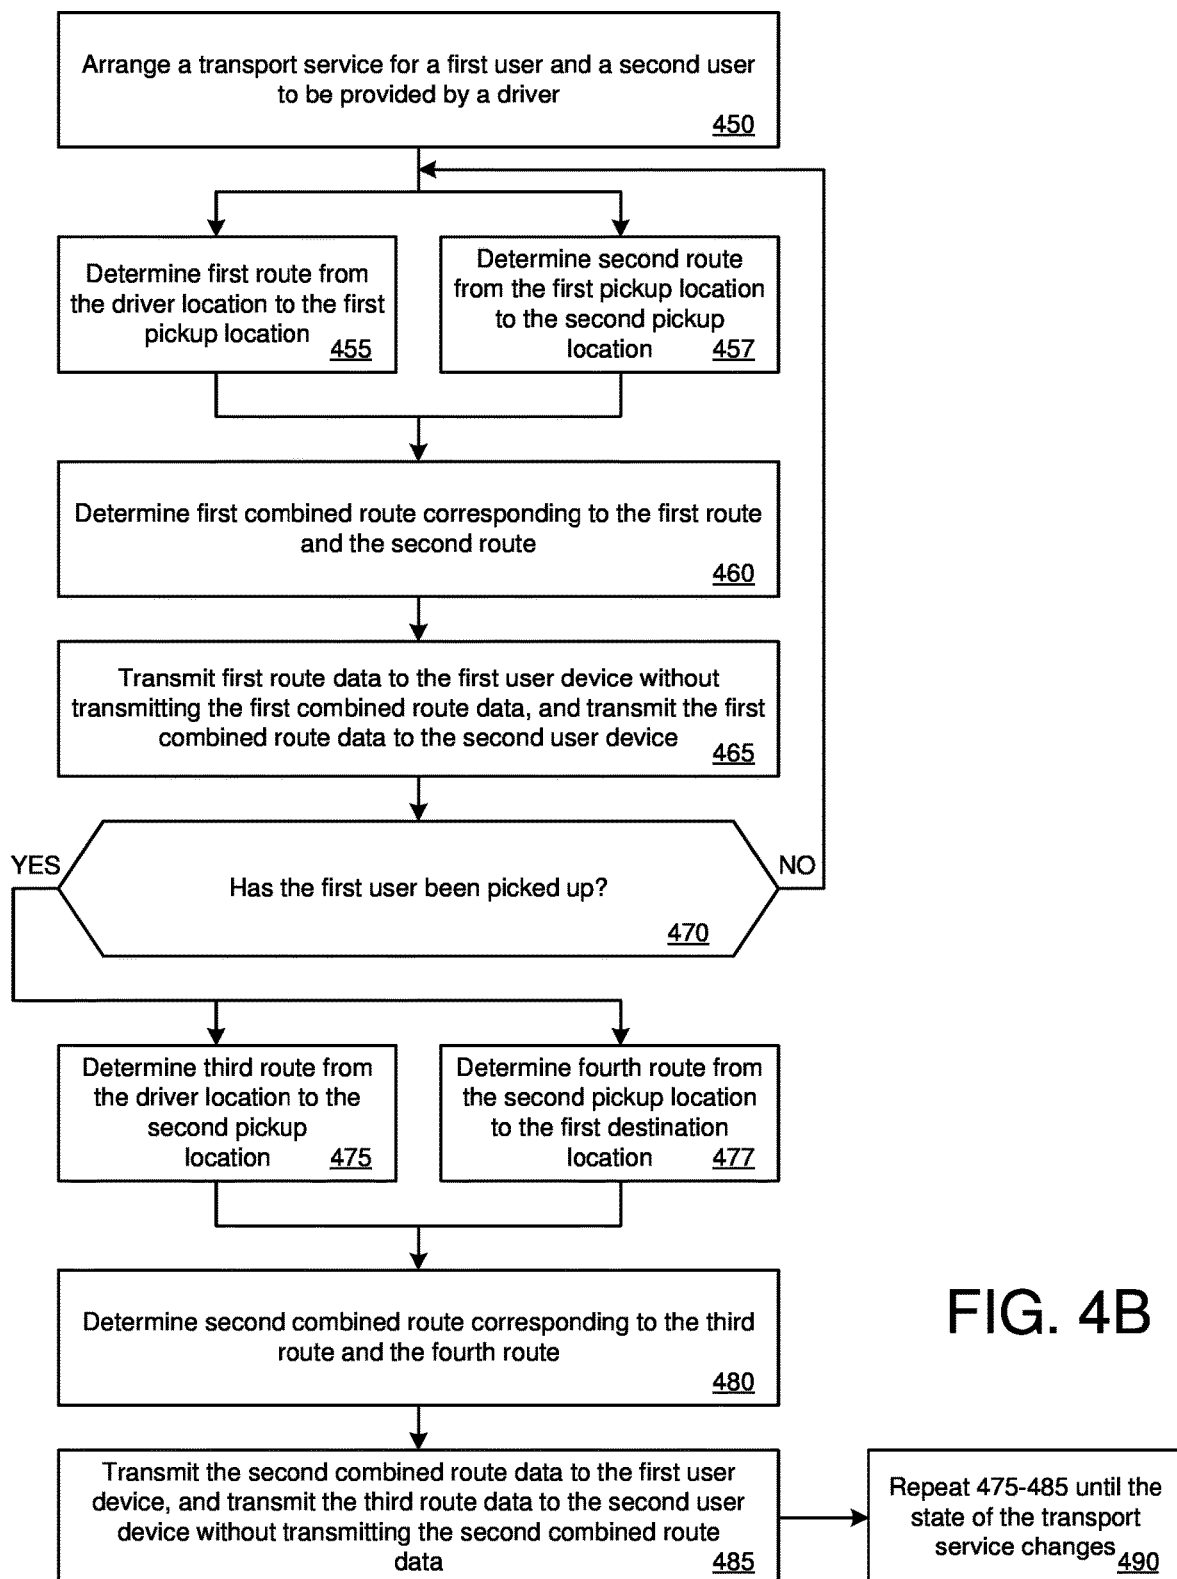 Arrange a transport service for a first user and a second user
to be provided by a driver
450
Determine first route from
the driver location to the first
pickup location
455
Determine second route
from the first pickup location
to the second pickup
location
457
Determine first combined route corresponding to the first route
and the second route
460
Transmit first route data to the first user device without
transmitting the first combined route data, and transmit the first
combined route data to the second user device
465
YES
NO
Has the first user been picked up?
470
Determine third route from
the driver location to the
second pickup
location
475
Determine fourth route from
the second pickup location
to the first destination
location
477
Determine second combined route corresponding to the third
route and the fourth route
480
FIG. 4B
Transmit the second combined route data to the first user
device, and transmit the third route data to the second user
device without transmitting the second combined route
data
485
Repeat 475-485 until the
state of the transport
service changes
490